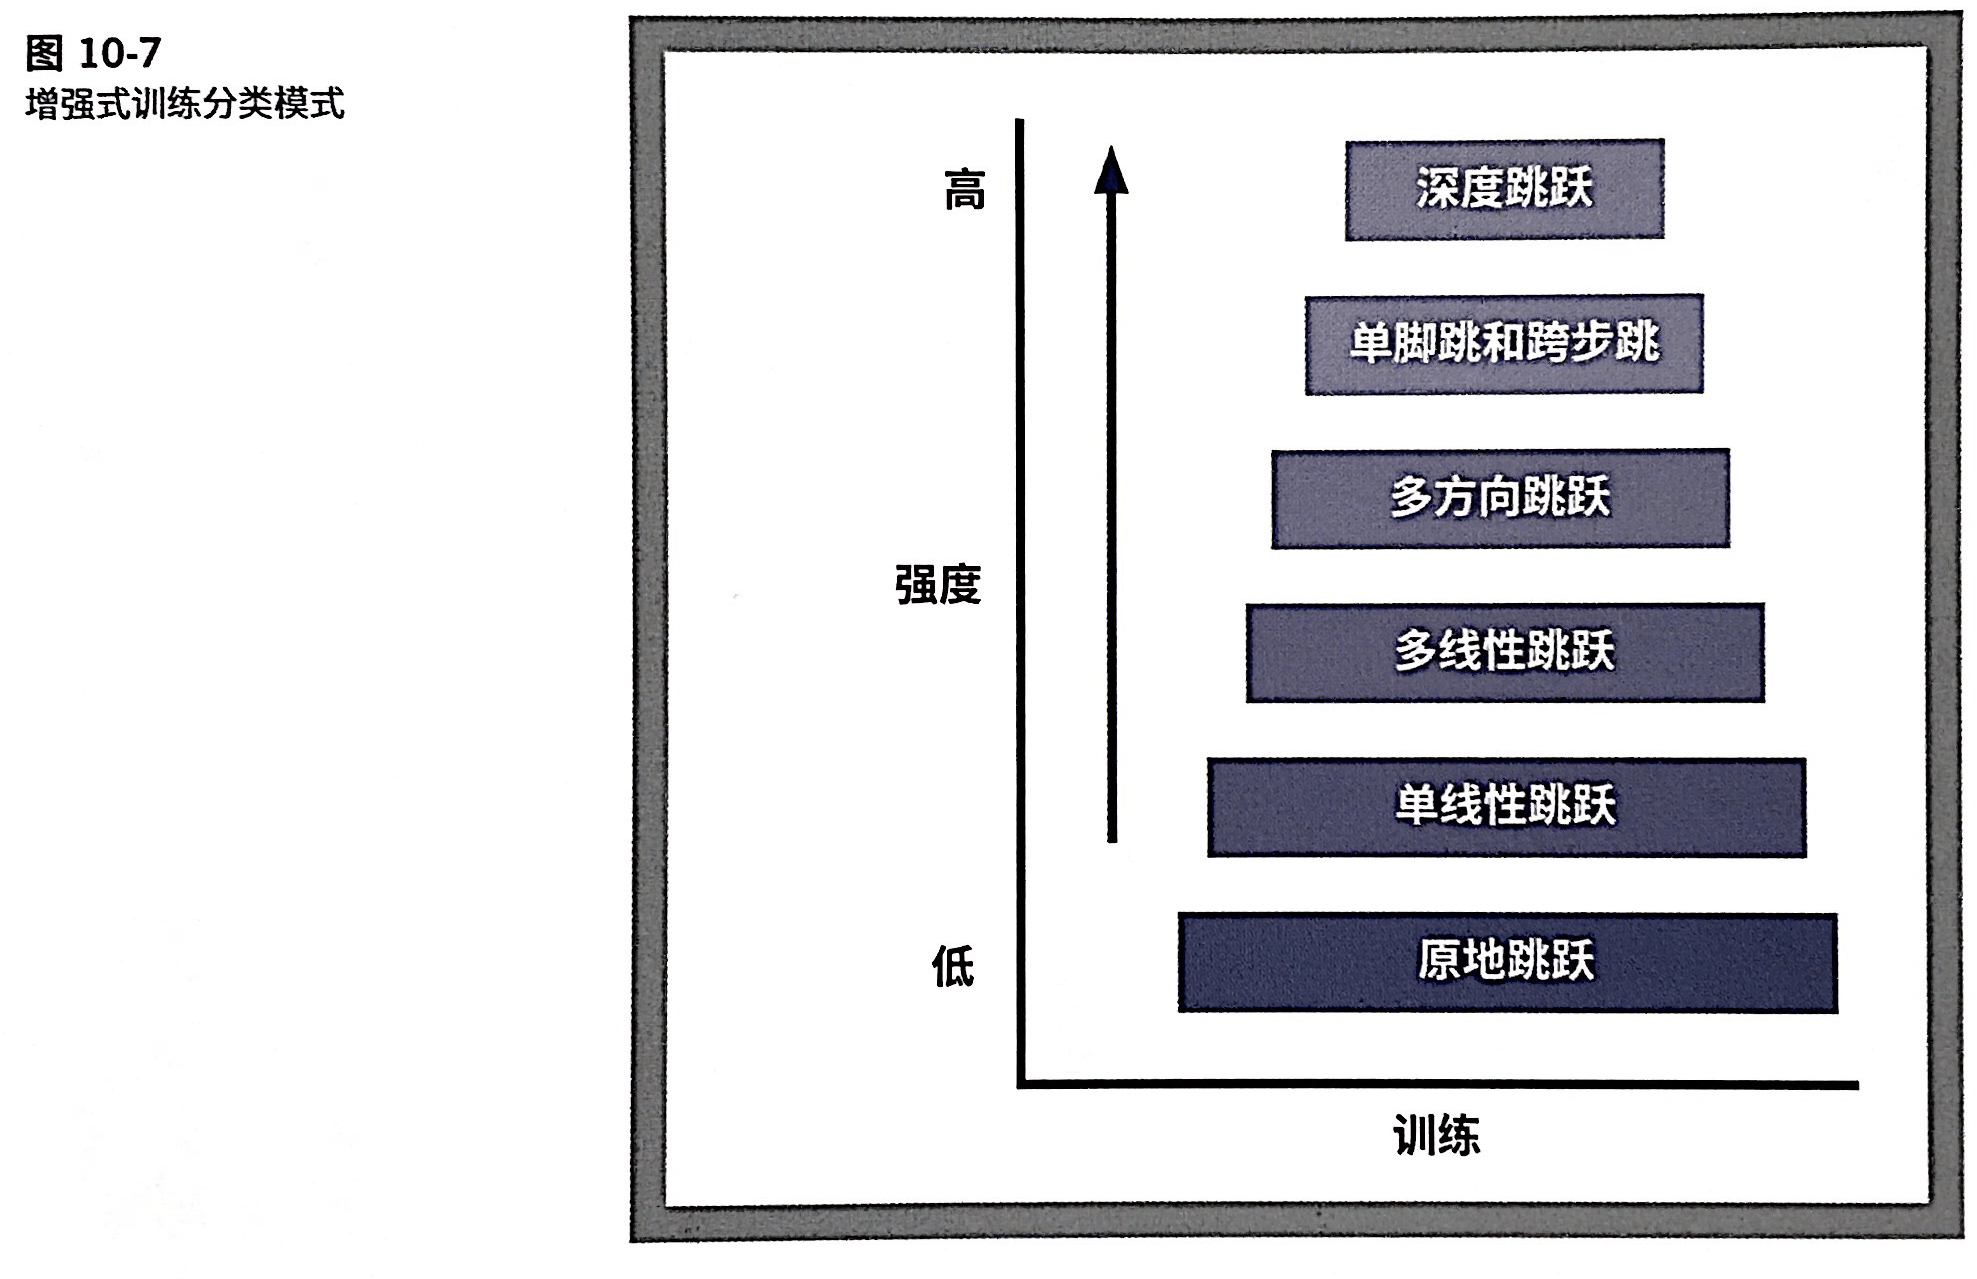 图 10-7
增强式训练分类模式
高
深度跳跃
单脚跳和跨步跳
多方向跳跃
强度
多线性跳跃
单线性跳跃
低
原地跳跃
训练